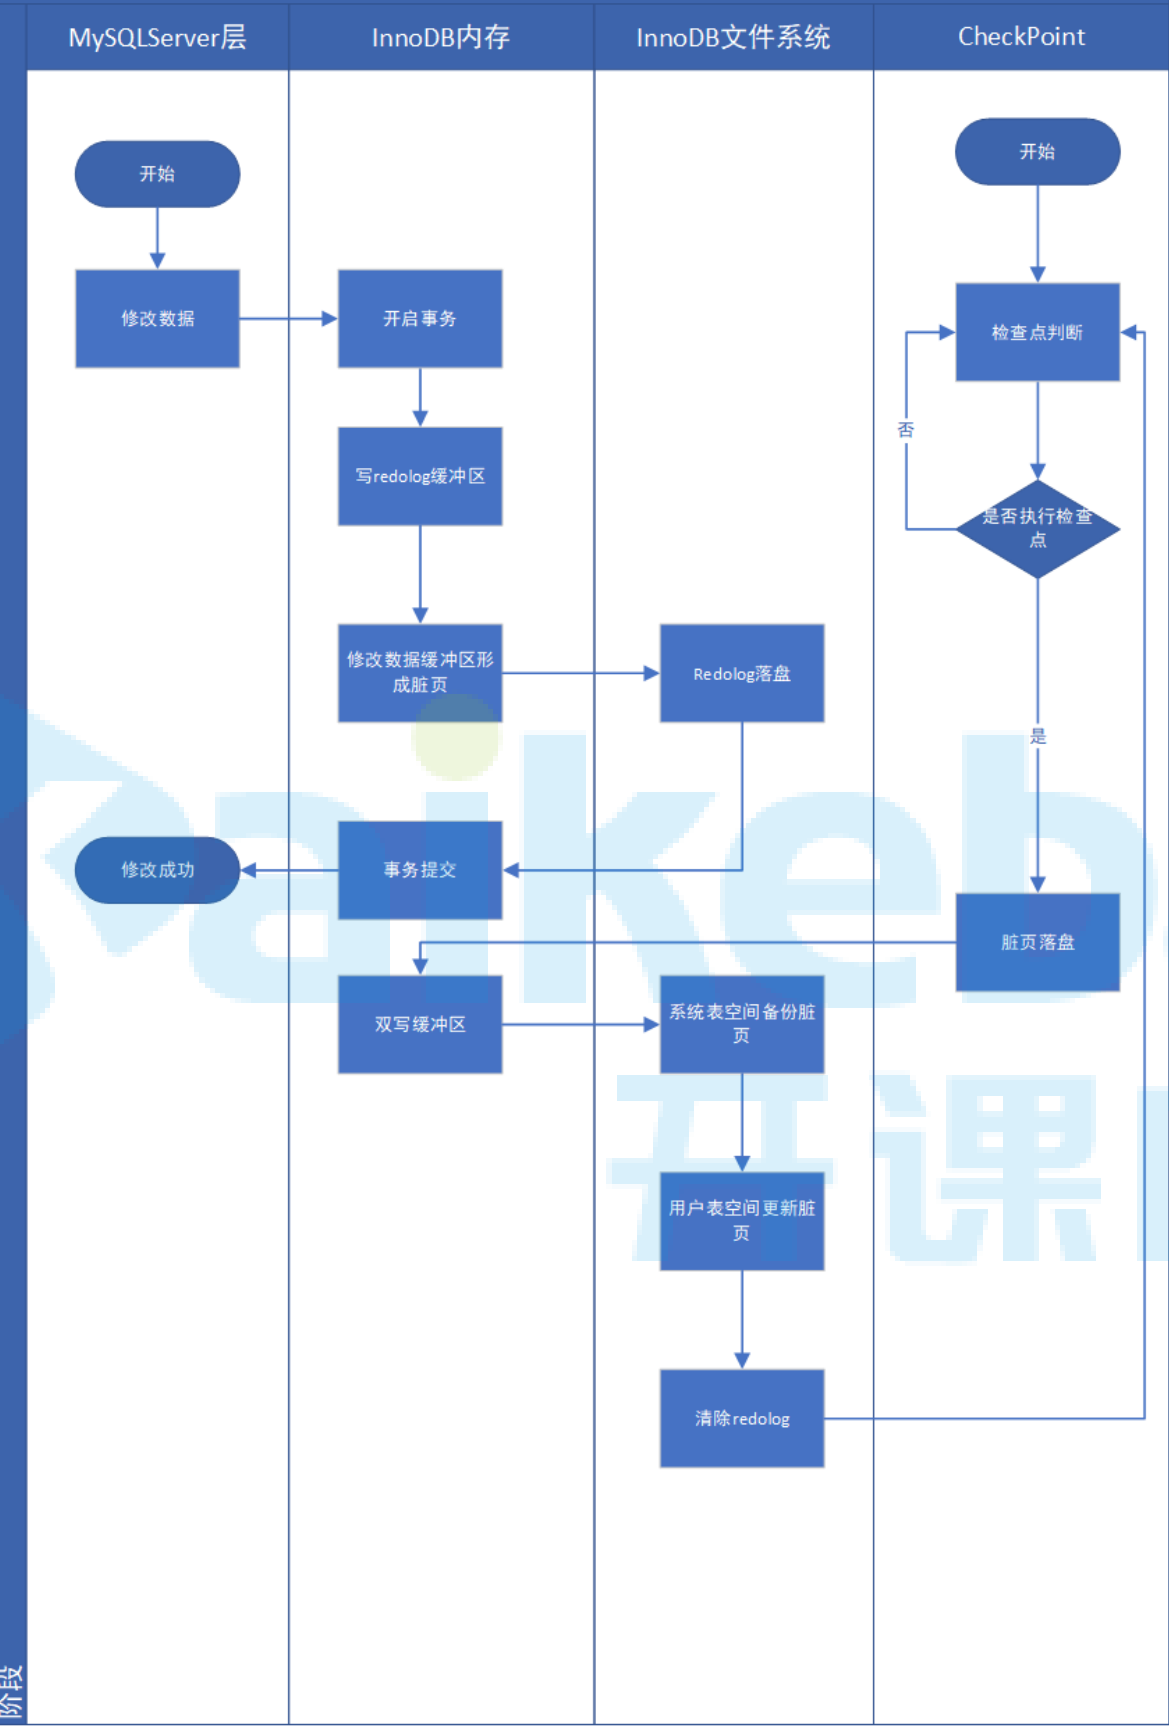 MySQLServer层
InnoDB内存
InnoDB文件系统
CheckPoint
开始
修改数据
开启事务
写redolog缓冲区
修改数据缓冲区形
成脏页
Redolog落盘
事务提交
修改成功
开始
检查点判断
否
是否执行检查
点
是
脏页落盘
双写缓冲区
系统表空间备份脏
页
用户表空间更新脏
页
清除redolog
阶段
aikeb
开课